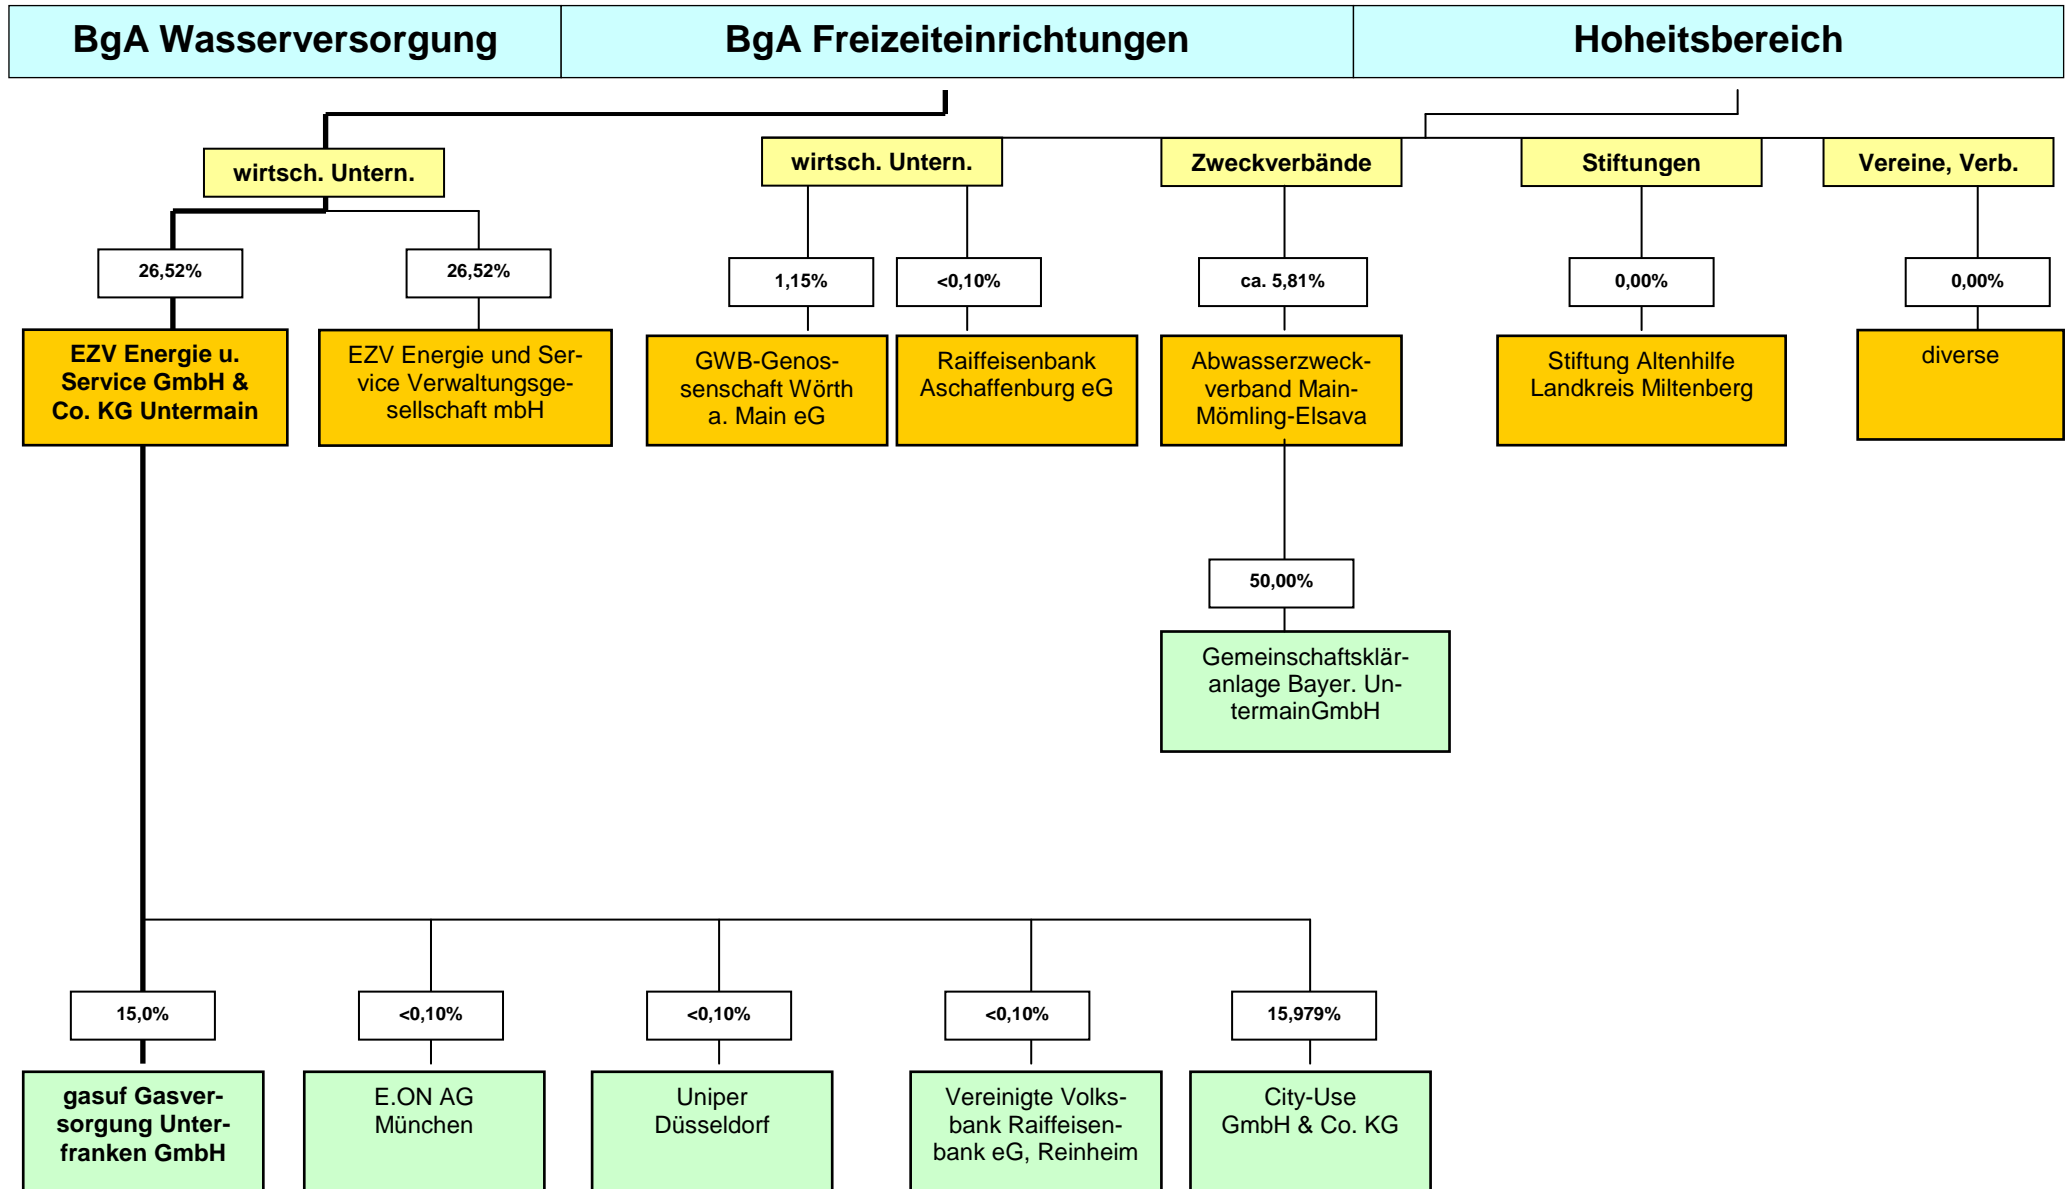 BgA Wasserversorgung
BgA Freizeiteinrichtungen
Hoheitsbereich
wirtsch. Untern.
wirtsch. Untern.
Zweckverbände
Stiftungen
Vereine, Verb.
26,52%
26,52%
1,15%
<0,10%
ca. 5,81%
0,00%
0,00%
EZV Energie u.
Service GmbH &
Co. KG Untermain
EZV Energie und Ser-
vice Verwaltungsge-
sellschaft mbH
GWB-Genos-
senschaft Wörth
a. Main eG
Raiffeisenbank
Aschaffenburg eG
Abwasserzweck-
verband Main-
Mömling-Elsava
Stiftung Altenhilfe
Landkreis Miltenberg
diverse
50,00%
Gemeinschaftsklär-
anlage Bayer. Un-
termainGmbH
15,0%
<0,10%
<0,10%
<0,10%
15,979%
gasuf Gasver-
sorgung Unter-
franken GmbH
E.ON AG
München
Uniper
Düsseldorf
Vereinigte Volks-
bank Raiffeisen-
bank eG, Reinheim
City-Use
GmbH & Co. KG